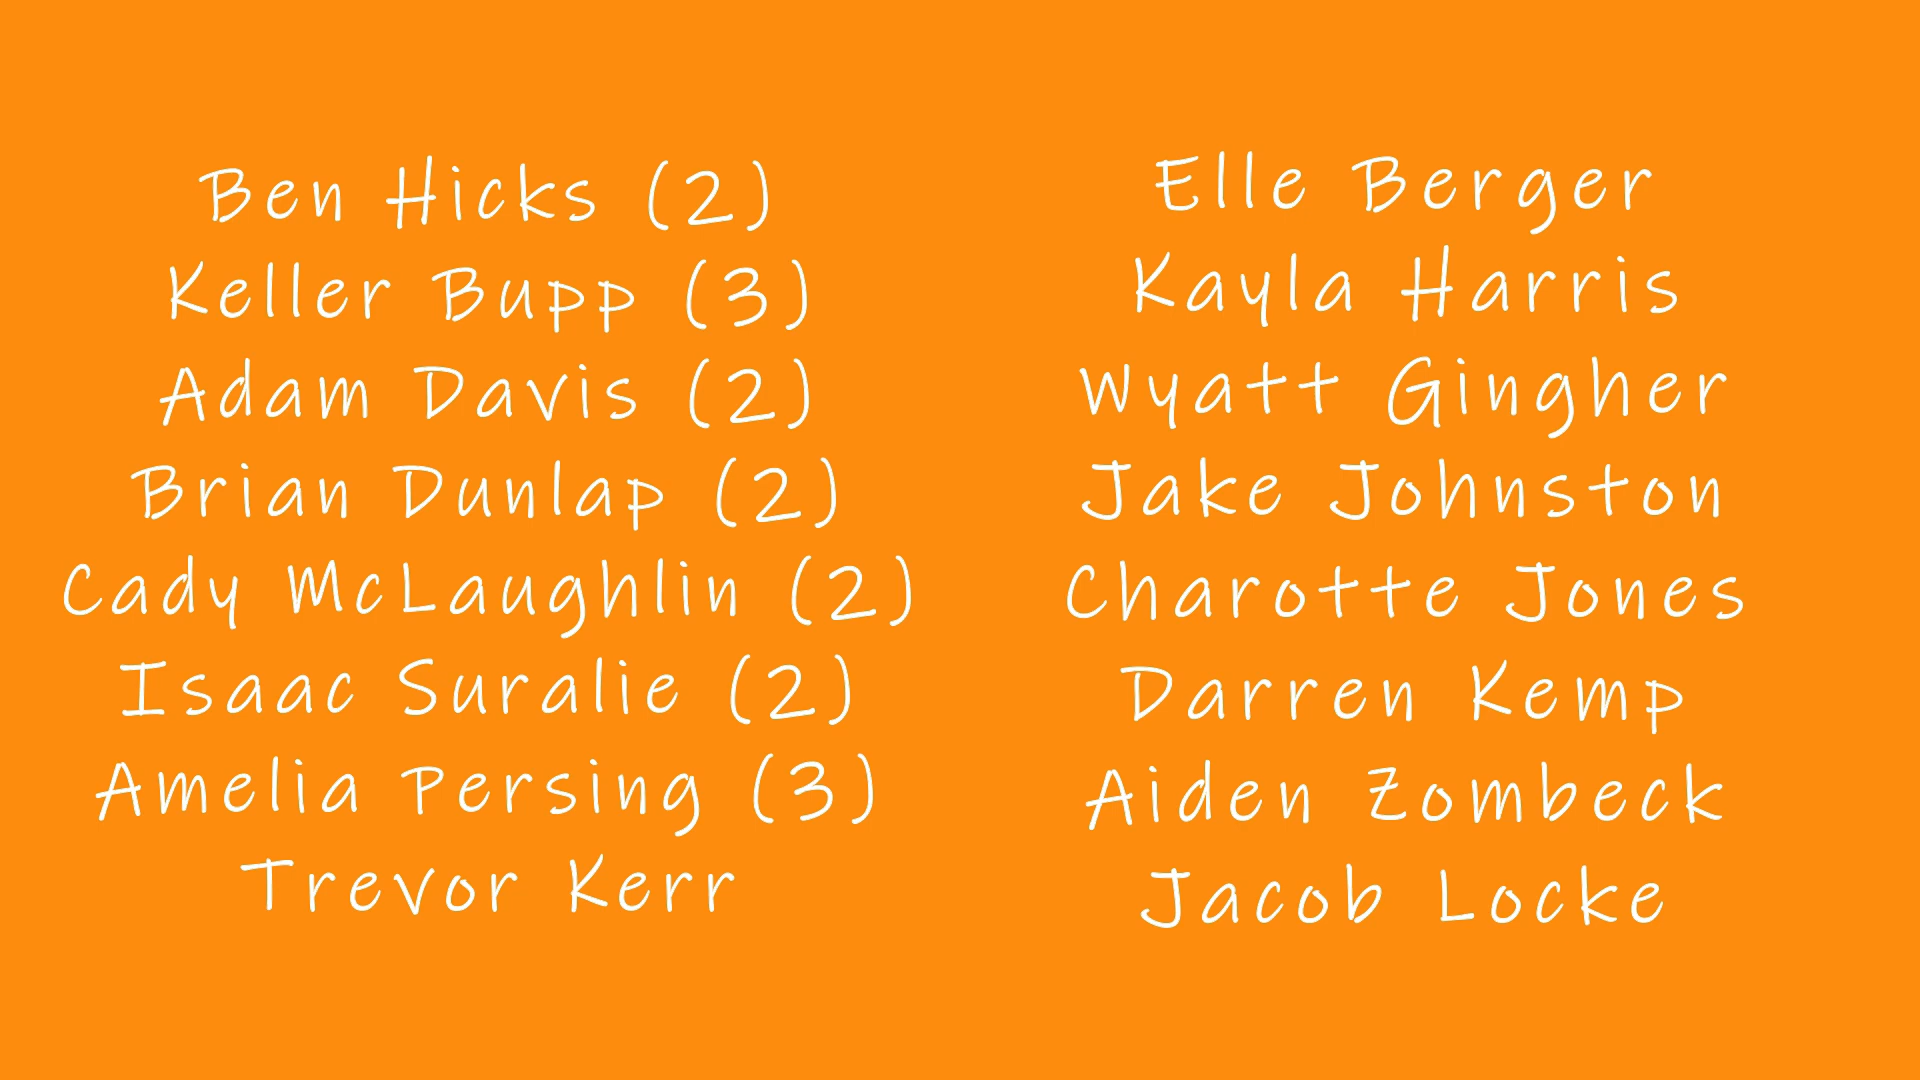 Ben Hicks (2)
Keller Bupp (3)
Adam Davis (2)
Brian Dunlap (2)
Cady McLaughlin (2)
Isaac Suralie (2)
Amelia Persing (3)
Trevor Kerr
Elle Berger
Kayla Harris
Wyatt Gingher
Jake Johnston
Charotte Jones
Darren Kemp
Aiden Zombeck
Jacob Locke